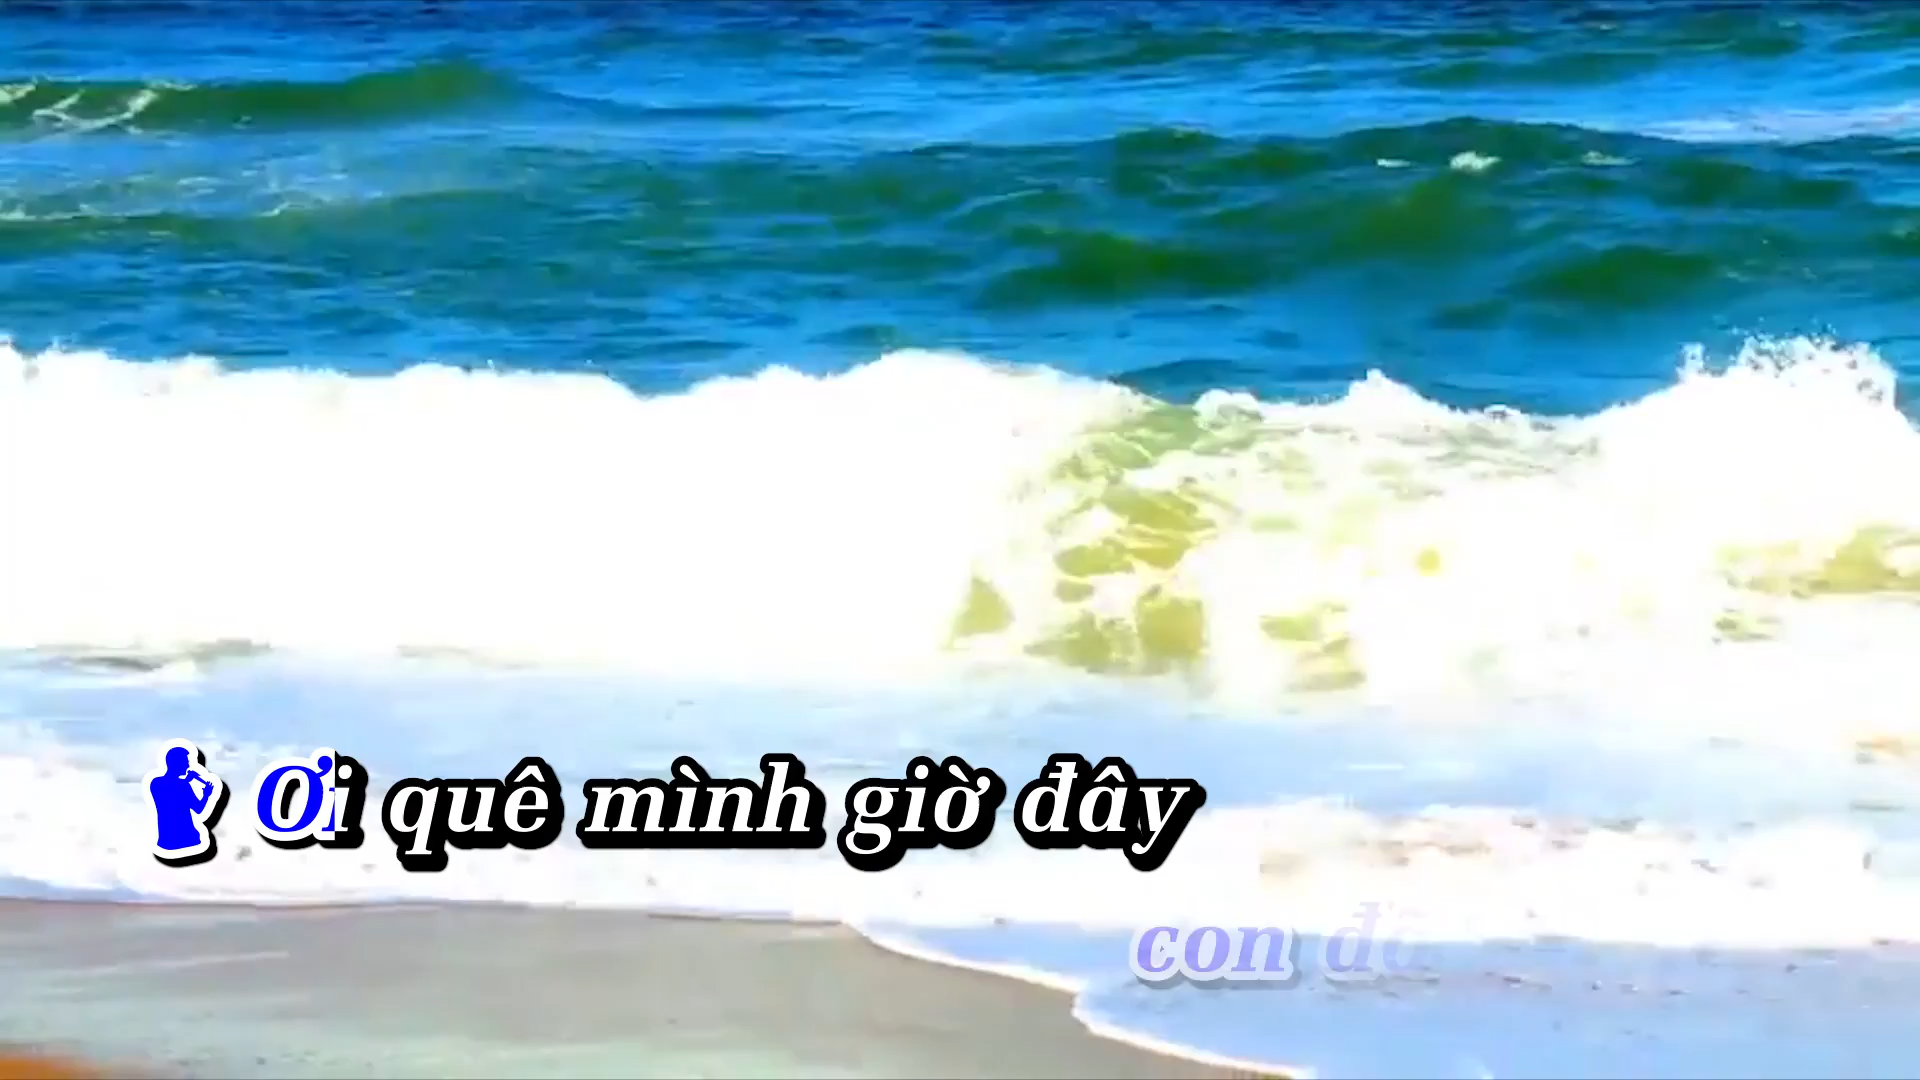 Ơi quê mình giờ đây
con